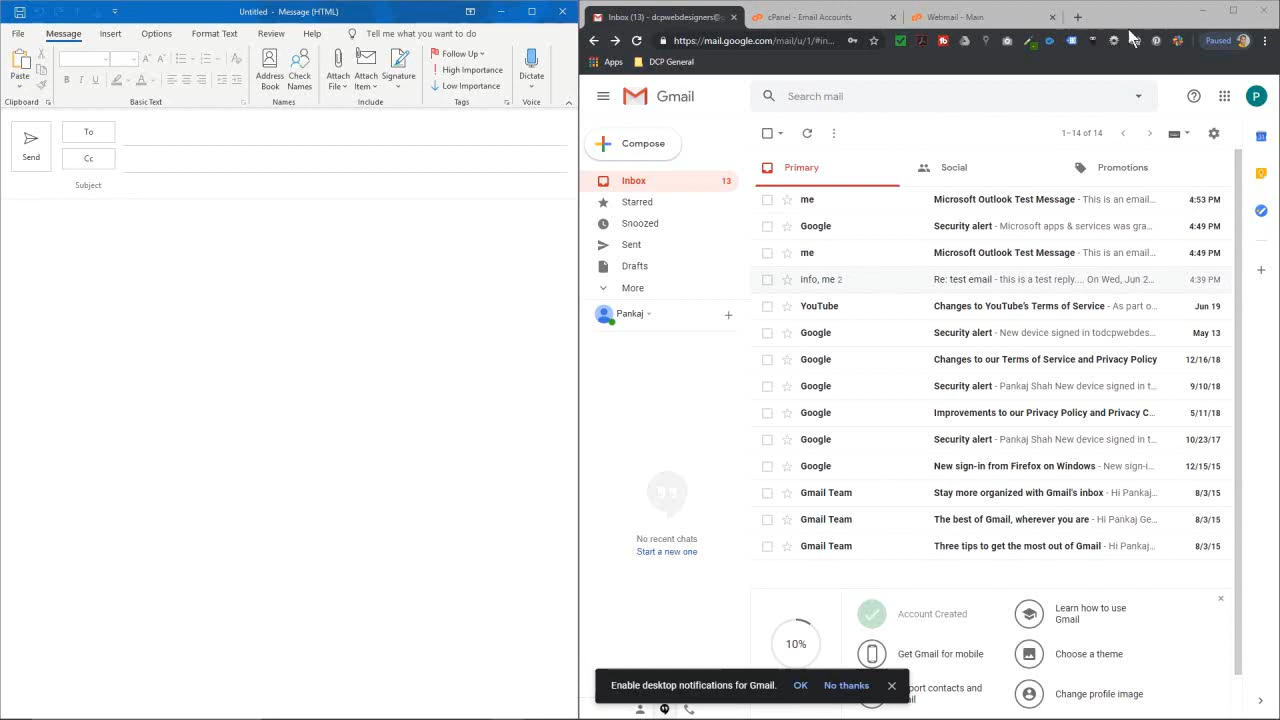 Untitled - Message (HTML)
File Message Insert Options Format Text Review Help Tell me what you want to do
Paste
Clipboard
B I U
Basic Text
Address Book
Check Names
Names
Attach File
Attach Item
Signature
Include
Follow Up
High Importance
Low Importance
Tags
Dictate
Voice
Send
To
Cc
Subject
Inbox (13) - dcpwebdesigners@g
cPanel - Email Accounts
Webmail - Main
https://mail.google.com/mail/u/1/#in...
Paused
Apps
DCP General
Gmail
Search mail
P
Compose
1–14 of 14
Inbox 13
Starred
Snoozed
Sent
Drafts
More
Pankaj
Primary
Social
Promotions
me Microsoft Outlook Test Message - This is an email... 4:53 PM
Google Security alert - Microsoft apps & services was gra... 4:49 PM
me Microsoft Outlook Test Message - This is an email... 4:49 PM
info, me 2 Re: test email - this is a test reply.... On Wed, Jun 2... 4:39 PM
YouTube Changes to YouTube's Terms of Service - As part o... Jun 19
Google Security alert - New device signed in todcpwebdes... May 13
Google Changes to our Terms of Service and Privacy Policy 12/16/18
Google Security alert - Pankaj Shah New device signed in t... 9/10/18
Google Improvements to our Privacy Policy and Privacy C... 5/11/18
Google Security alert - Pankaj Shah New device signed in t... 10/23/17
Google New sign-in from Firefox on Windows - New sign-i... 12/15/15
Gmail Team Stay more organized with Gmail's inbox - Hi Pankaj... 8/3/15
Gmail Team The best of Gmail, wherever you are - Hi Pankaj Ge... 8/3/15
Gmail Team Three tips to get the most out of Gmail - Hi Pankaj... 8/3/15
No recent chats
Start a new one
10%
Account Created
Learn how to use
Gmail
Get Gmail for mobile
Choose a theme
port contacts and
ail
Change profile image
Enable desktop notifications for Gmail. OK No thanks